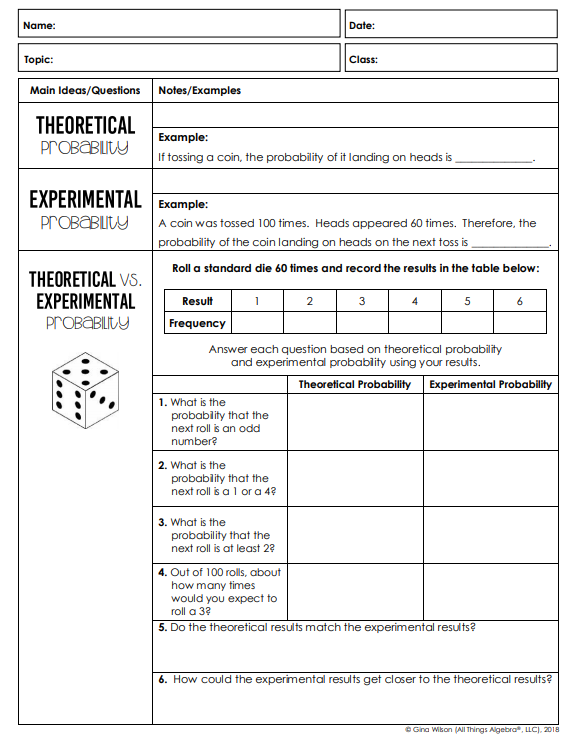 Name:
Date:
Topic:
Class:
Main Ideas/Questions
Notes/Examples
THEORETICAL
PROBABILITY
Example:
If tossing a coin, the probability of it landing on heads is _____________.
EXPERIMENTAL
PROBABILITY
Example:
A coin was tossed 100 times.  Heads appeared 60 times.  Therefore, the
probability of the coin landing on heads on the next toss is _____________.
THEORETICAL VS.
EXPERIMENTAL
PROBABILITY
Roll a standard die 60 times and record the results in the table below:
Result 1 2 3 4 5 6
Frequency
Answer each question based on theoretical probability
and experimental probability using your results.
Theoretical Probability
Experimental Probability
1. What is the
probability that the
next roll is an odd
number?
2. What is the
probability that the
next roll is a 1 or a 4?
3. What is the
probability that the
next roll is at least 2?
4. Out of 100 rolls, about
how many times
would you expect to
roll a 3?
5. Do the theoretical results match the experimental results?
6. How could the experimental results get closer to the theoretical results?
© Gina Wilson (All Things Algebra®, LLC), 2018